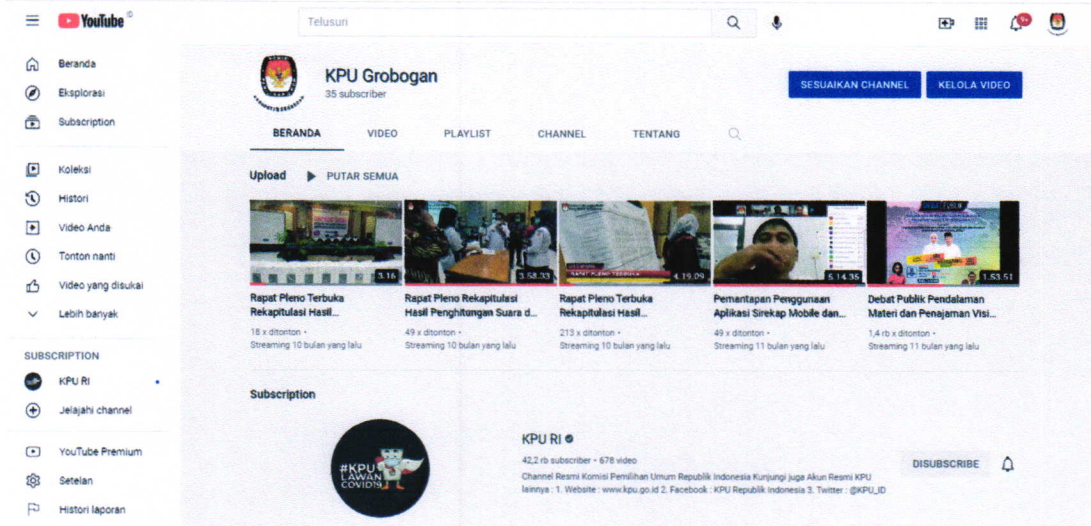 YouTube ID
Telusuri
9+
Beranda
Eksplorasi
Subscription
Koleksi
Histori
Video Anda
Tonton nanti
Video yang disukai
Lebih banyak
SUBSCRIPTION
KPU RI
Jelajahi channel
YouTube Premium
Setelan
Histori laporan
KPU Grobogan
35 subscriber
SESUAIKAN CHANNEL
KELOLA VIDEO
BERANDA VIDEO PLAYLIST CHANNEL TENTANG
Upload PUTAR SEMUA
3.16
Rapat Pleno Terbuka
Rekapitulasi Hasil...
18 x ditonton •
Streaming 10 bulan yang lalu
3.58.33
Rapat Pleno Rekapitulasi
Hasil Penghitungan Suara d...
49 x ditonton •
Streaming 10 bulan yang lalu
RAPAT PLENO TERBUKA
4.19.09
Rapat Pleno Terbuka
Rekapitulasi Hasil...
213 x ditonton •
Streaming 10 bulan yang lalu
5.14.35
Pemantapan Penggunaan
Aplikasi Sirekap Mobile dan...
49 x ditonton •
Streaming 11 bulan yang lalu
1.53.51
Debat Publik Pendalaman
Materi dan Penajaman Visi...
1,4 rb x ditonton •
Streaming 11 bulan yang lalu
Subscription
#KPU
LAWAN
COVID19
KPU RI
42,2 rb subscriber • 678 video
Channel Resmi Komisi Pemilihan Umum Republik Indonesia Kunjungi juga Akun Resmi KPU
lainnya : 1. Website : www.kpu.go.id 2. Facebook : KPU Republik Indonesia 3. Twitter : @KPU_ID
DISUBSCRIBE